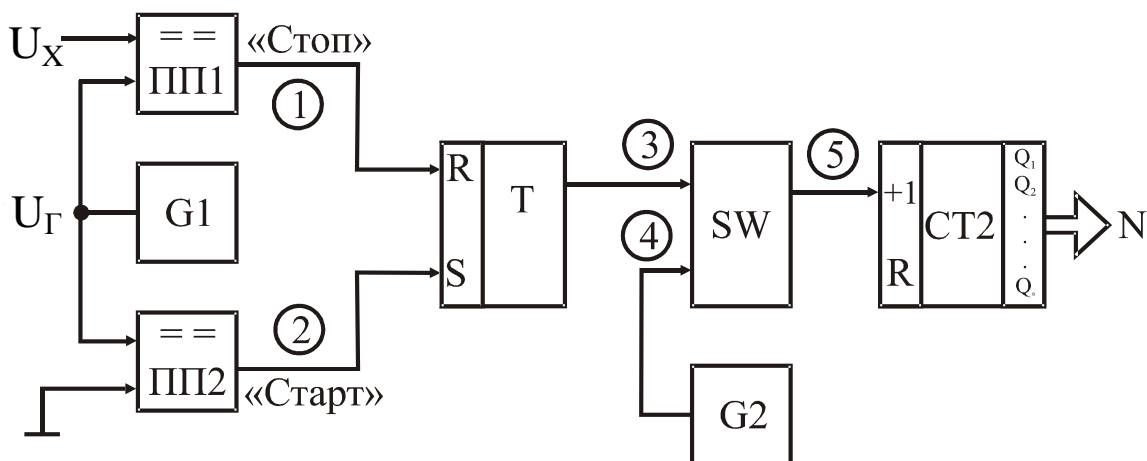 U_X
= =
ПП1
«Стоп»
1
U_Г
G1
= =
ПП2
2
«Старт»
R
S
T
3
4
SW
G2
5
+1
R
CT2
Q₁
Q₂
.
.
.
Q
N